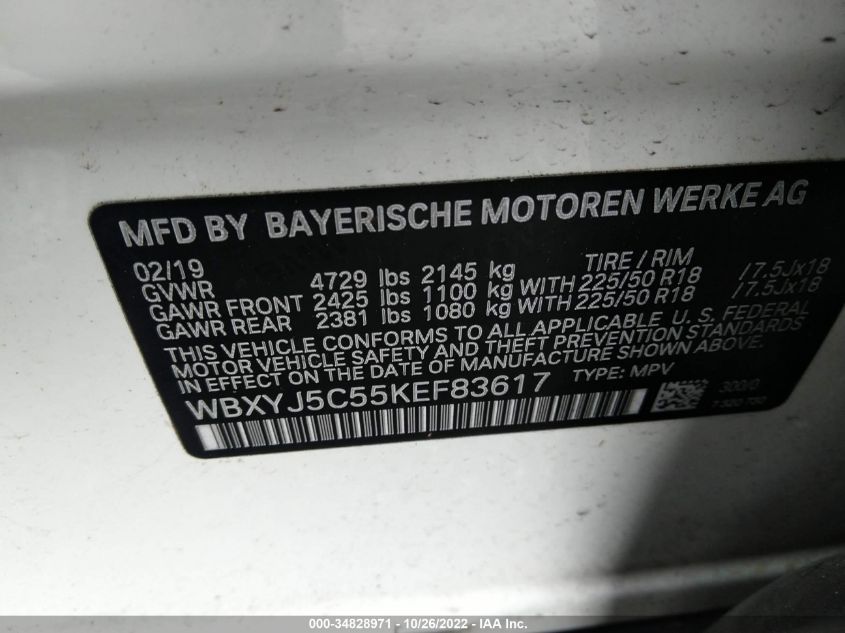 MFD BY BAYERISCHE MOTOREN WERKE AG
02/19 TIRE / RIM
GVWR 4729 lbs 2145 kg
GAWR FRONT 2425 lbs 1100 kg WITH 225/50 R18 /7.5Jx18
GAWR REAR 2381 lbs 1080 kg WITH 225/50 R18 /7.5Jx18
THIS VEHICLE CONFORMS TO ALL APPLICABLE U. S. FEDERAL
MOTOR VEHICLE SAFETY AND THEFT PREVENTION STANDARDS
IN EFFECT ON THE DATE OF MANUFACTURE SHOWN ABOVE.
WBXYJ5C55KEF83617 TYPE: MPV
300/0
000-34828971 - 10/26/2022 - IAA Inc.